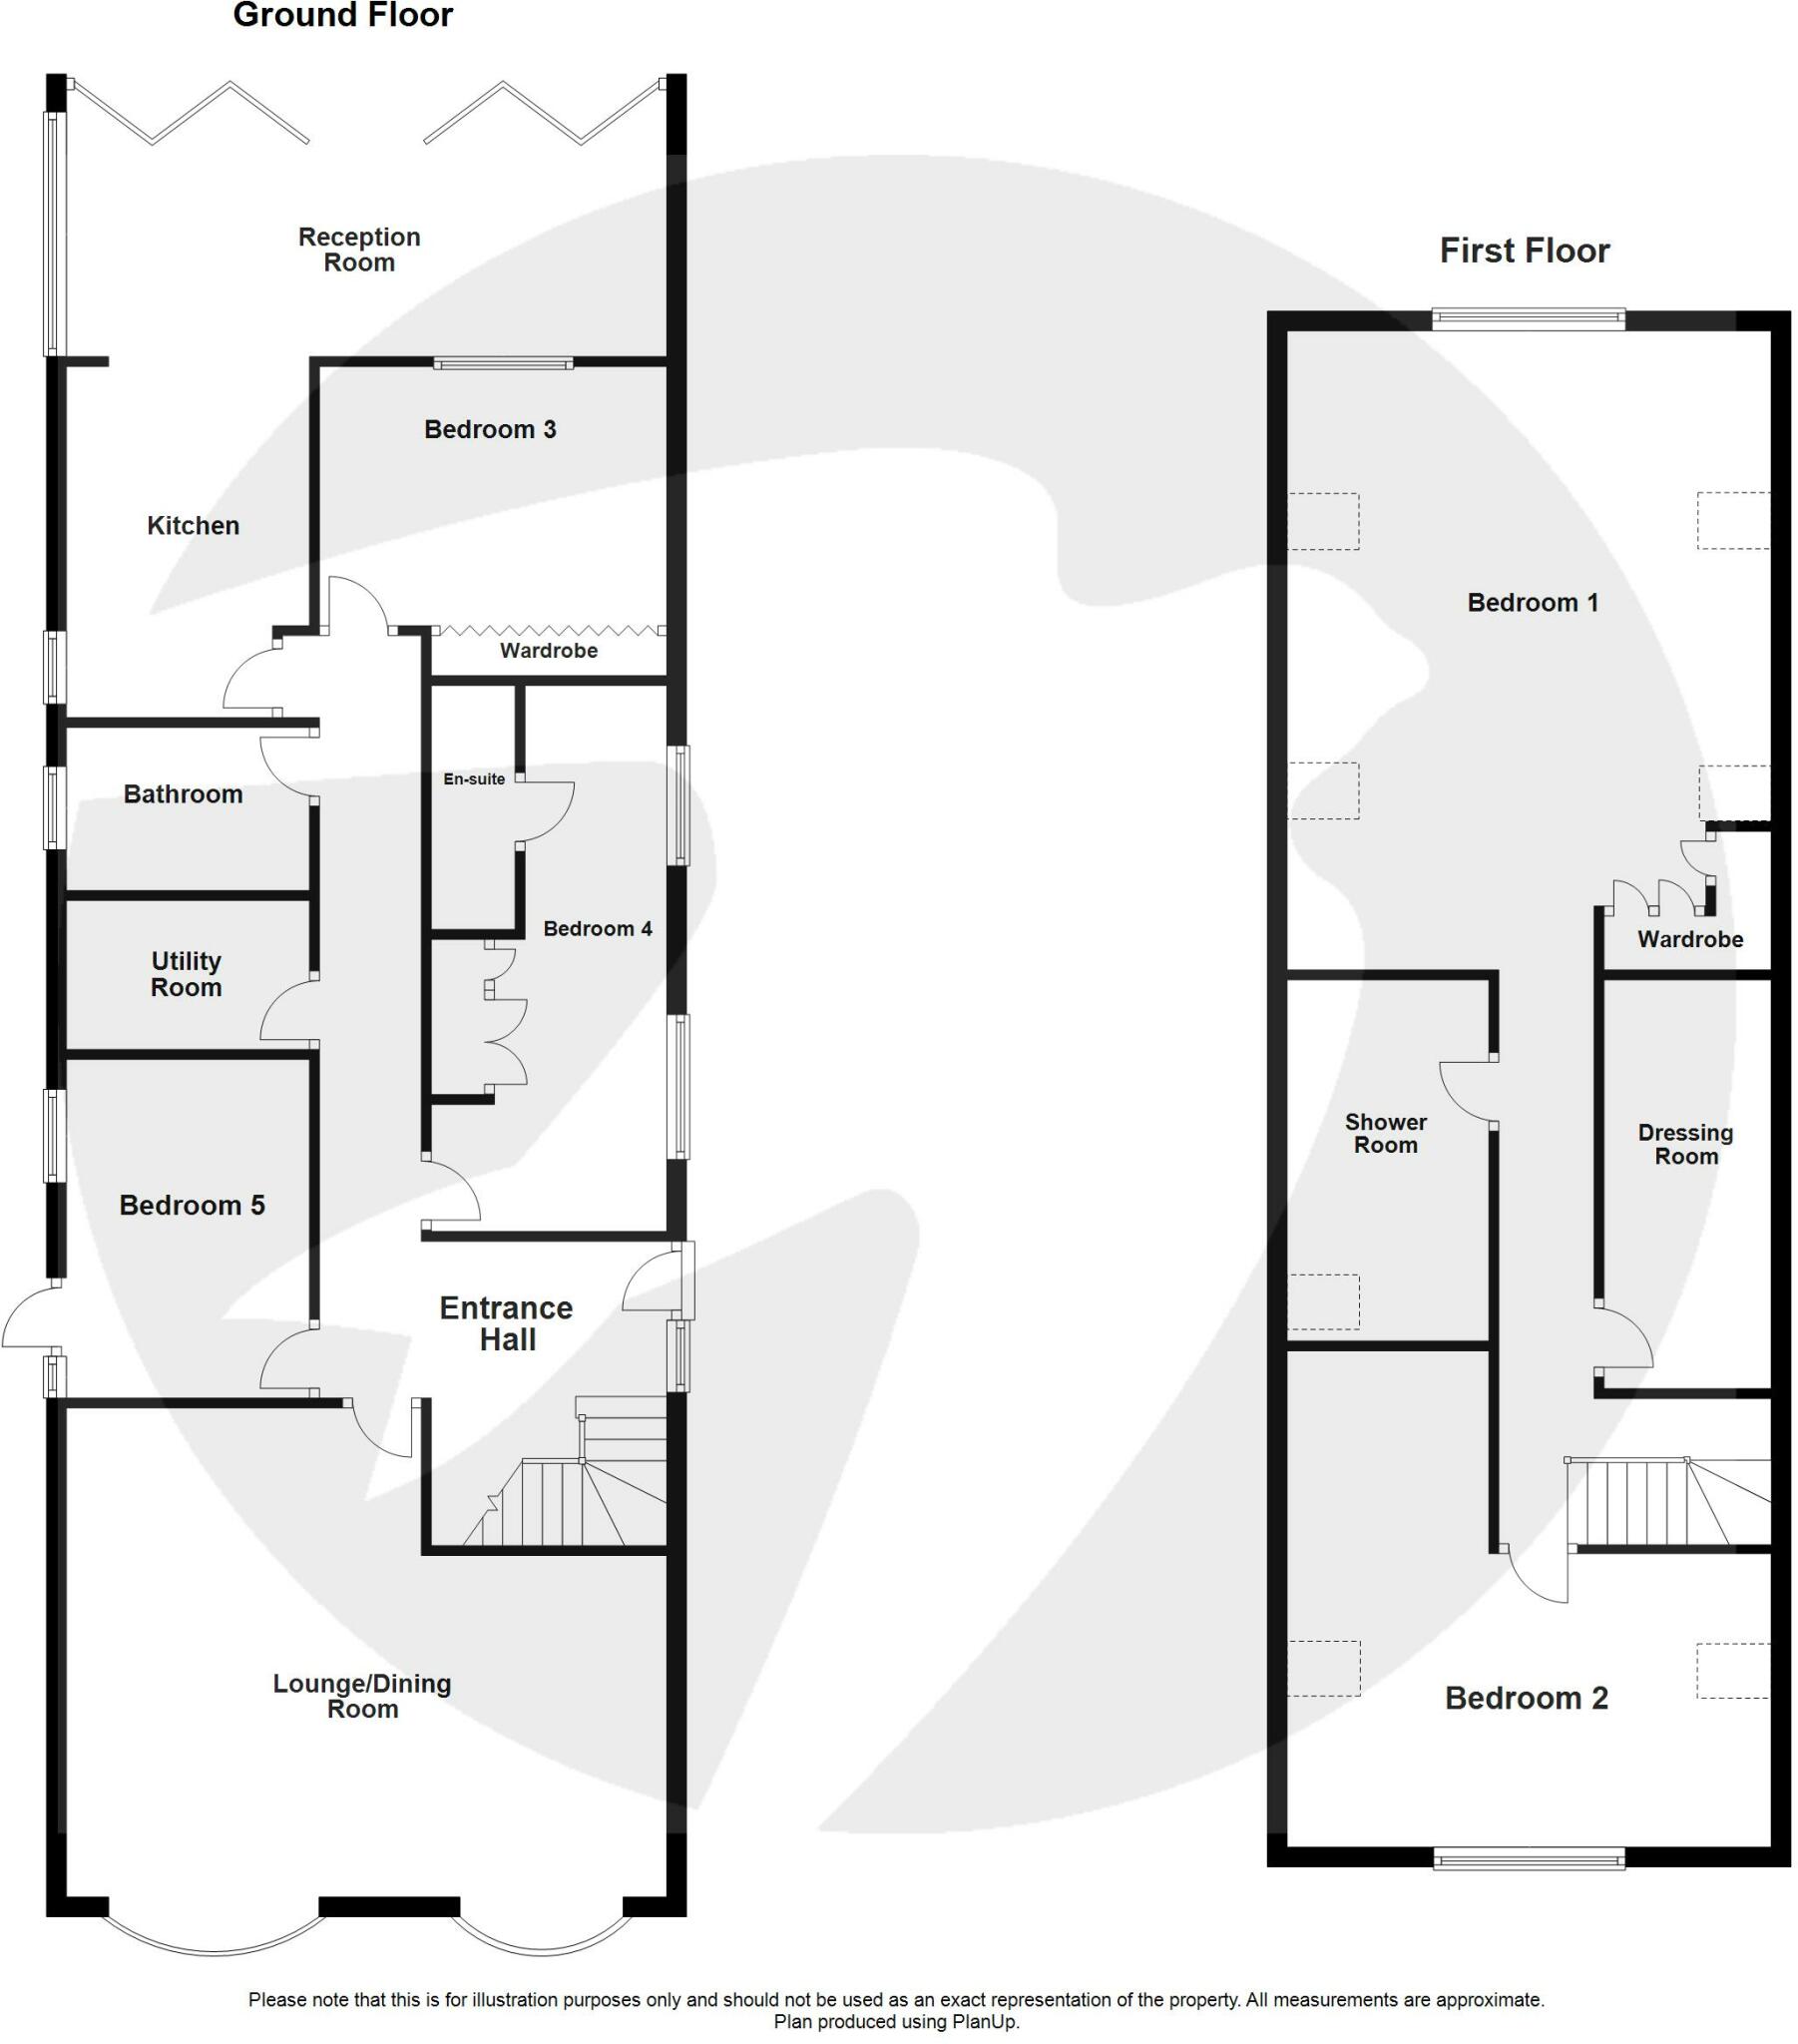 Ground Floor
Reception
Room
Bedroom 3
Kitchen
Wardrobe
En-suite
Bathroom
Bedroom 4
Utility
Room
Bedroom 5
Entrance
Hall
Lounge/Dining
Room
First Floor
Bedroom 1
Wardrobe
Shower
Room
Dressing
Room
Bedroom 2
Please note that this is for illustration purposes only and should not be used as an exact representation of the property. All measurements are approximate.
Plan produced using PlanUp.